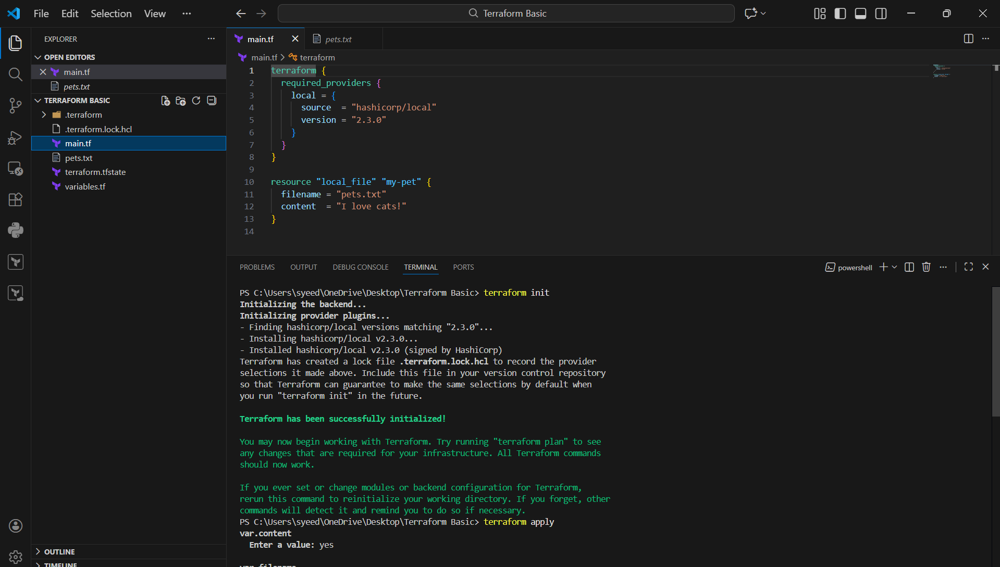 File Edit Selection View ···
Terraform Basic
EXPLORER ···
OPEN EDITORS
main.tf
pets.txt
TERRAFORM BASIC
.terraform
.terraform.lock.hcl
main.tf
pets.txt
terraform.tfstate
variables.tf
OUTLINE
TIMELINE
main.tf
pets.txt
main.tf > terraform
1 terraform {
2 required_providers {
3 local = {
4 source  = "hashicorp/local"
5 version = "2.3.0"
6 }
7 }
8 }
9
10 resource "local_file" "my-pet" {
11 filename = "pets.txt"
12 content  = "I love cats!"
13 }
14
PROBLEMS OUTPUT DEBUG CONSOLE TERMINAL PORTS
powershell
PS C:\Users\syeed\OneDrive\Desktop\Terraform Basic> terraform init
Initializing the backend...
Initializing provider plugins...
- Finding hashicorp/local versions matching "2.3.0"...
- Installing hashicorp/local v2.3.0...
- Installed hashicorp/local v2.3.0 (signed by HashiCorp)
Terraform has created a lock file .terraform.lock.hcl to record the provider
selections it made above. Include this file in your version control repository
so that Terraform can guarantee to make the same selections by default when
you run "terraform init" in the future.
Terraform has been successfully initialized!
You may now begin working with Terraform. Try running "terraform plan" to see
any changes that are required for your infrastructure. All Terraform commands
should now work.
If you ever set or change modules or backend configuration for Terraform,
rerun this command to reinitialize your working directory. If you forget, other
commands will detect it and remind you to do so if necessary.
PS C:\Users\syeed\OneDrive\Desktop\Terraform Basic> terraform apply
var.content
Enter a value: yes
var.filename